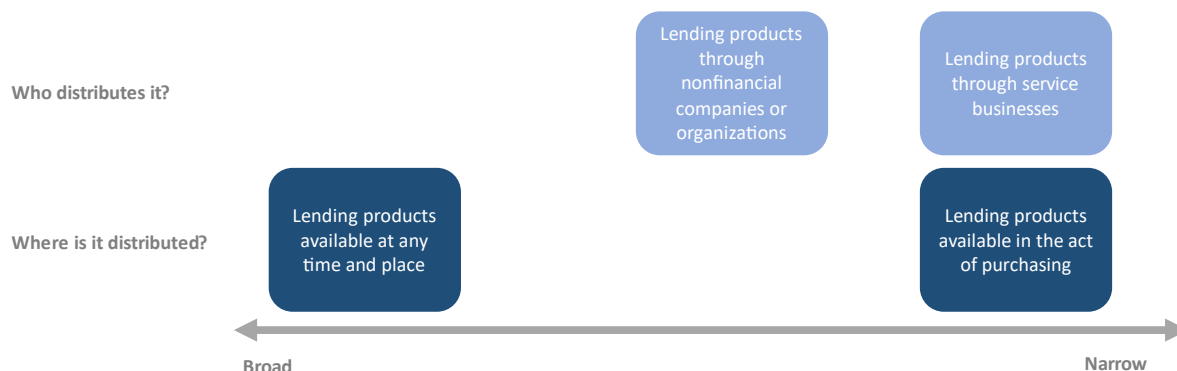 Who distributes it?
Lending products
through
nonfinancial
companies or
organizations
Lending products
through service
businesses
Where is it distributed?
Lending products
available at any
time and place
Lending products
available in the act
of purchasing
Broad
Narrow